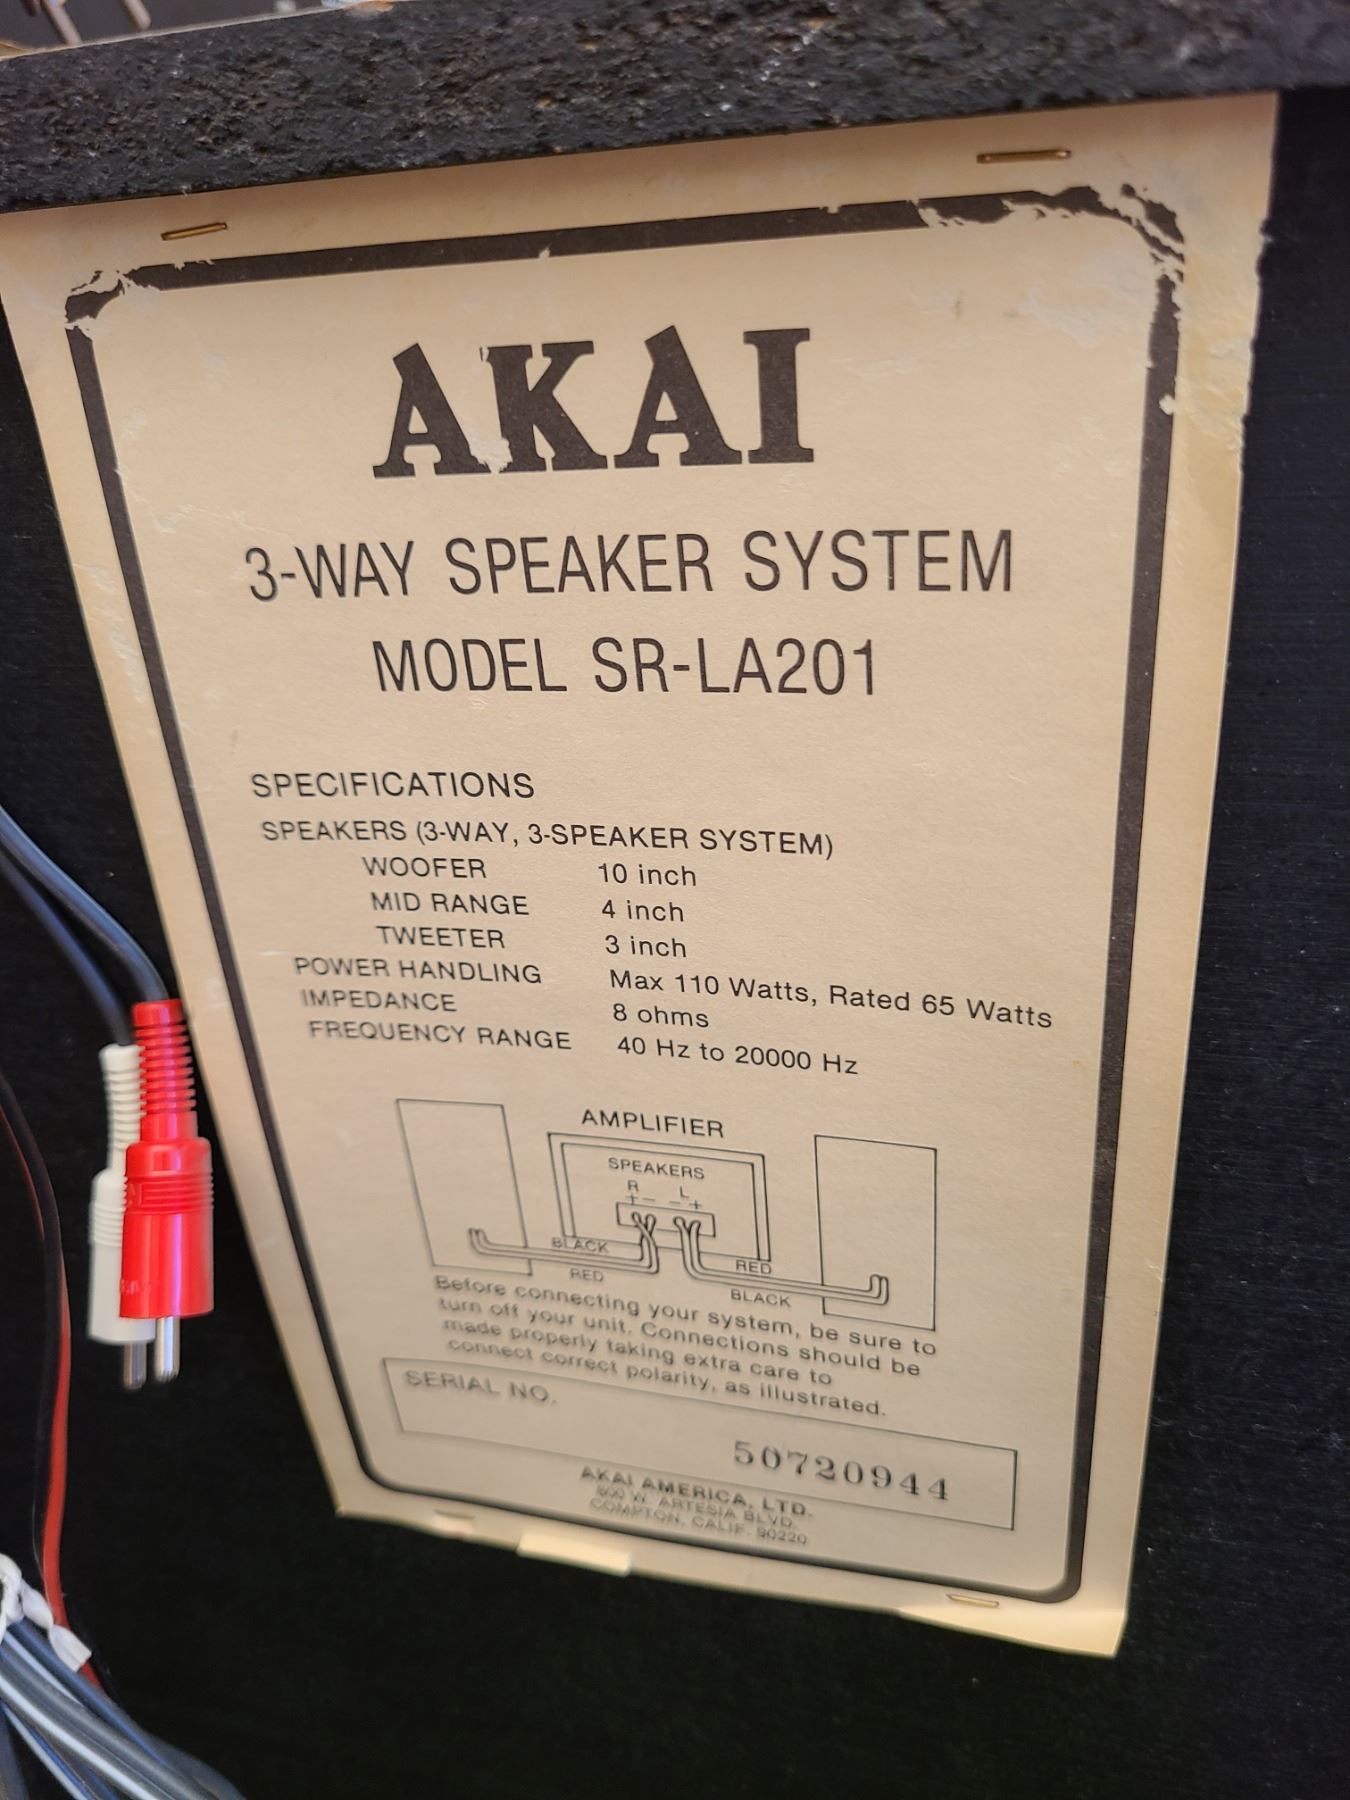 AKAI
3-WAY SPEAKER SYSTEM
MODEL SR-LA201
SPECIFICATIONS
SPEAKERS (3-WAY, 3-SPEAKER SYSTEM)
WOOFER 10 inch
MID RANGE 4 inch
TWEETER 3 inch
POWER HANDLING Max 110 Watts, Rated 65 Watts
IMPEDANCE 8 ohms
FREQUENCY RANGE 40 Hz to 20000 Hz
AMPLIFIER
SPEAKERS
R L
+ − − +
BLACK RED
RED BLACK
Before connecting your system, be sure to
turn off your unit. Connections should be
made properly taking extra care to
connect correct polarity, as illustrated.
SERIAL NO.
50720944
AKAI AMERICA, LTD.
800 W. ARTESIA BLVD.
COMPTON, CALIF. 90220